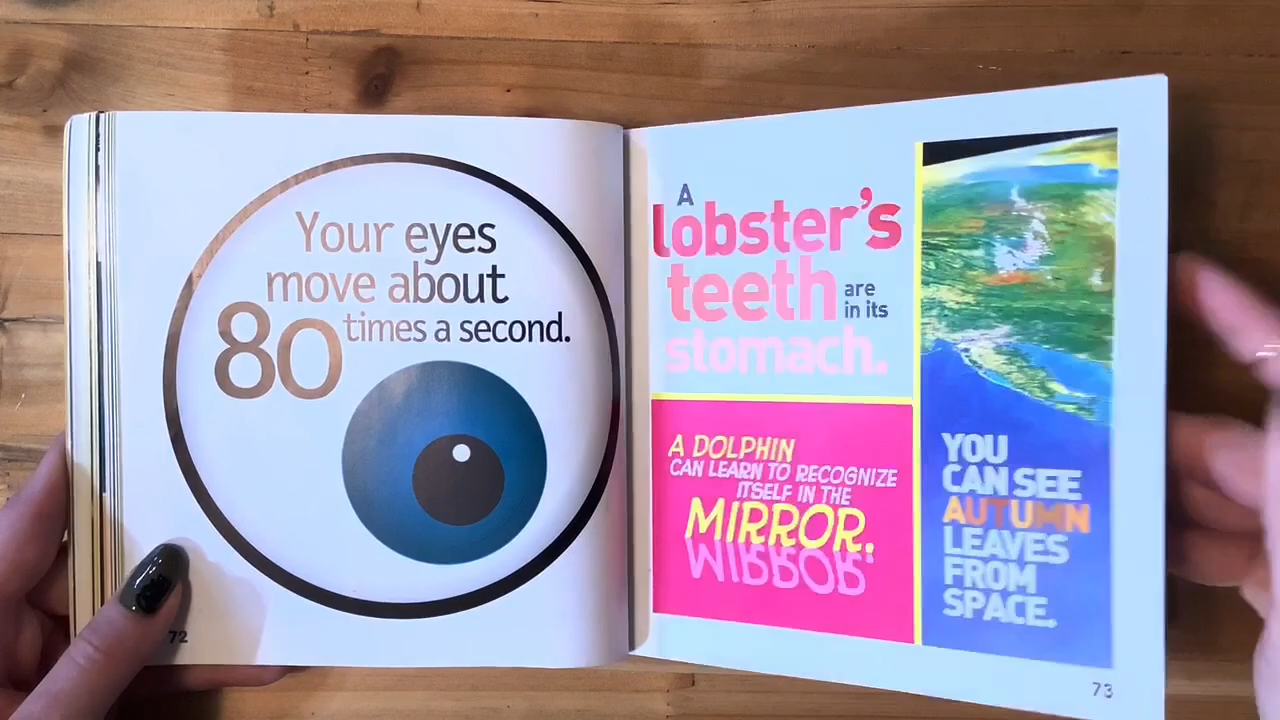 Your eyes
move about
80 times a second.
72
A
lobster's
teeth are
in its
stomach.
A DOLPHIN
CAN LEARN TO RECOGNIZE
ITSELF IN THE
MIRROR.
MIRROR.
YOU
CAN SEE
AUTUMN
LEAVES
FROM
SPACE.
73